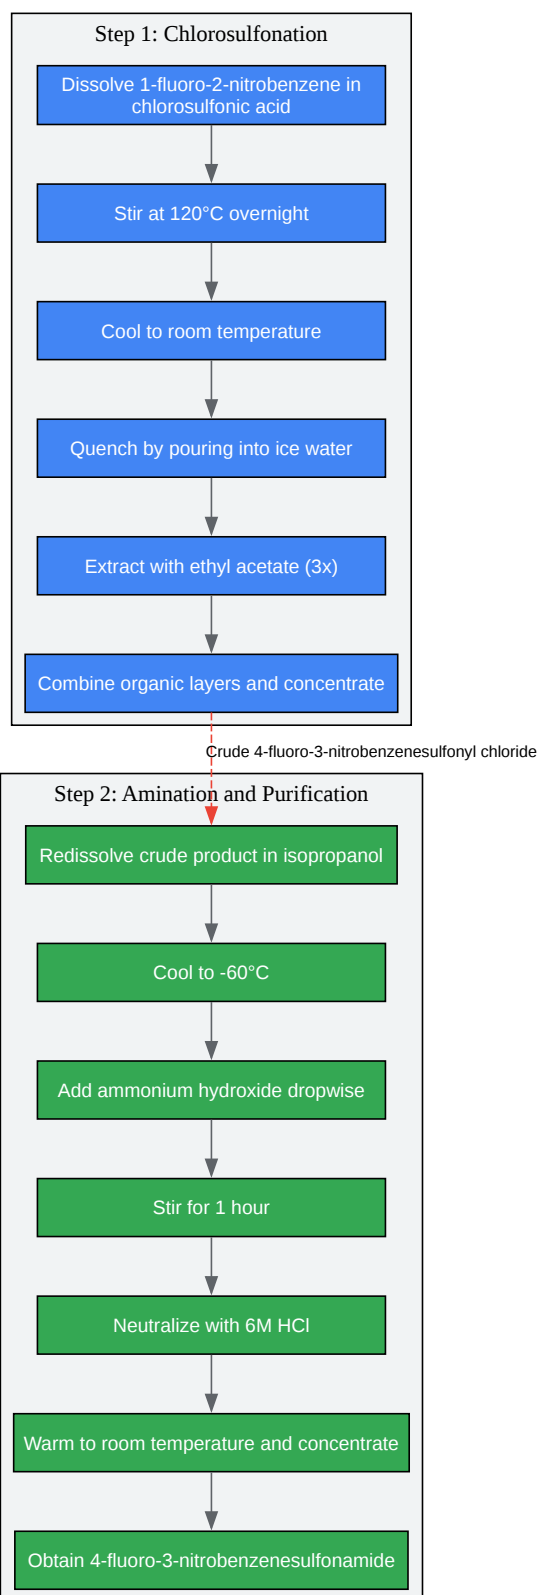 Step 1: Chlorosulfonation
Dissolve 1-fluoro-2-nitrobenzene in
chlorosulfonic acid
Stir at 120°C overnight
Cool to room temperature
Quench by pouring into ice water
Extract with ethyl acetate (3x)
Combine organic layers and concentrate
Crude 4-fluoro-3-nitrobenzenesulfonyl chloride
Step 2: Amination and Purification
Redissolve crude product in isopropanol
Cool to -60°C
Add ammonium hydroxide dropwise
Stir for 1 hour
Neutralize with 6M HCl
Warm to room temperature and concentrate
Obtain 4-fluoro-3-nitrobenzenesulfonamide